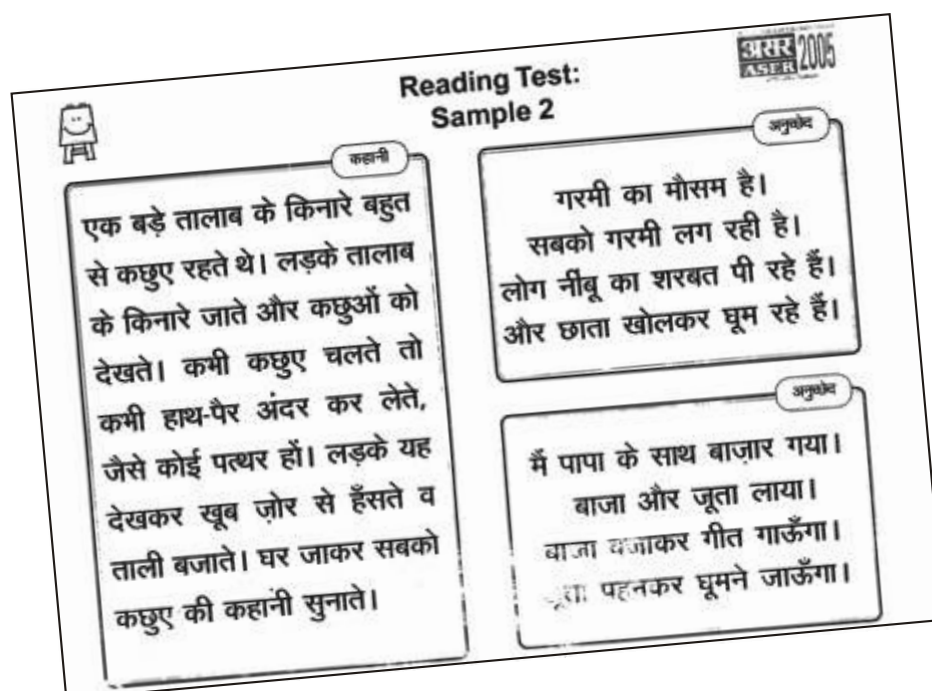 Reading Test:
Sample 2
असर 2005
ASER
कहानी
एक बड़े तालाब के किनारे बहुत
से कछुए रहते थे। लड़के तालाब
के किनारे जाते और कछुओं को
देखते। कभी कछुए चलते तो
कभी हाथ-पैर अंदर कर लेते,
जैसे कोई पत्थर हों। लड़के यह
देखकर खूब ज़ोर से हँसते व
ताली बजाते। घर जाकर सबको
कछुए की कहानी सुनाते।
अनुच्छेद
गरमी का मौसम है।
सबको गरमी लग रही है।
लोग नींबू का शरबत पी रहे हैं।
और छाता खोलकर घूम रहे हैं।
अनुच्छेद
मैं पापा के साथ बाज़ार गया।
बाजा और जूता लाया।
बाजा बजाकर गीत गाऊँगा।
जूता पहनकर घूमने जाऊँगा।